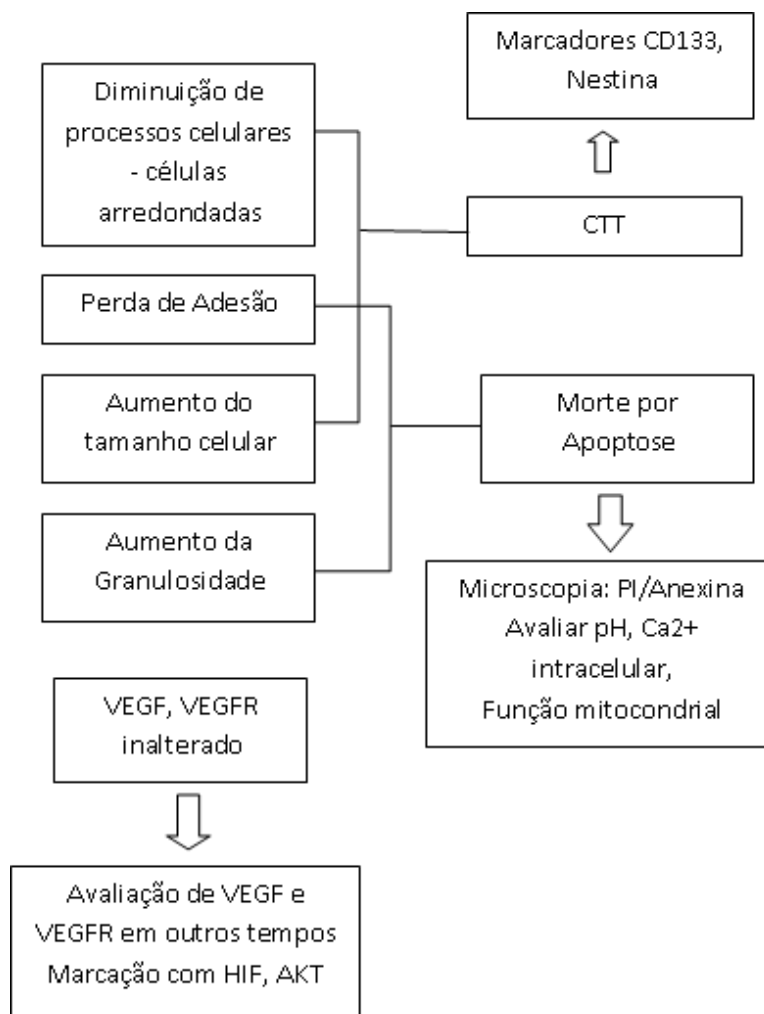 Marcadores CD133,
Nestina
Diminuição de
processos celulares
- células
arredondadas
CTT
Perda de Adesão
Aumento do
tamanho celular
Morte por
Apoptose
Aumento da
Granulosidade
Microscopia: PI/Anexina
Avaliar pH, Ca2+
intracelular,
Função mitocondrial
VEGF, VEGFR
inalterado
Avaliação de VEGF e
VEGFR em outros tempos
Marcação com HIF, AKT